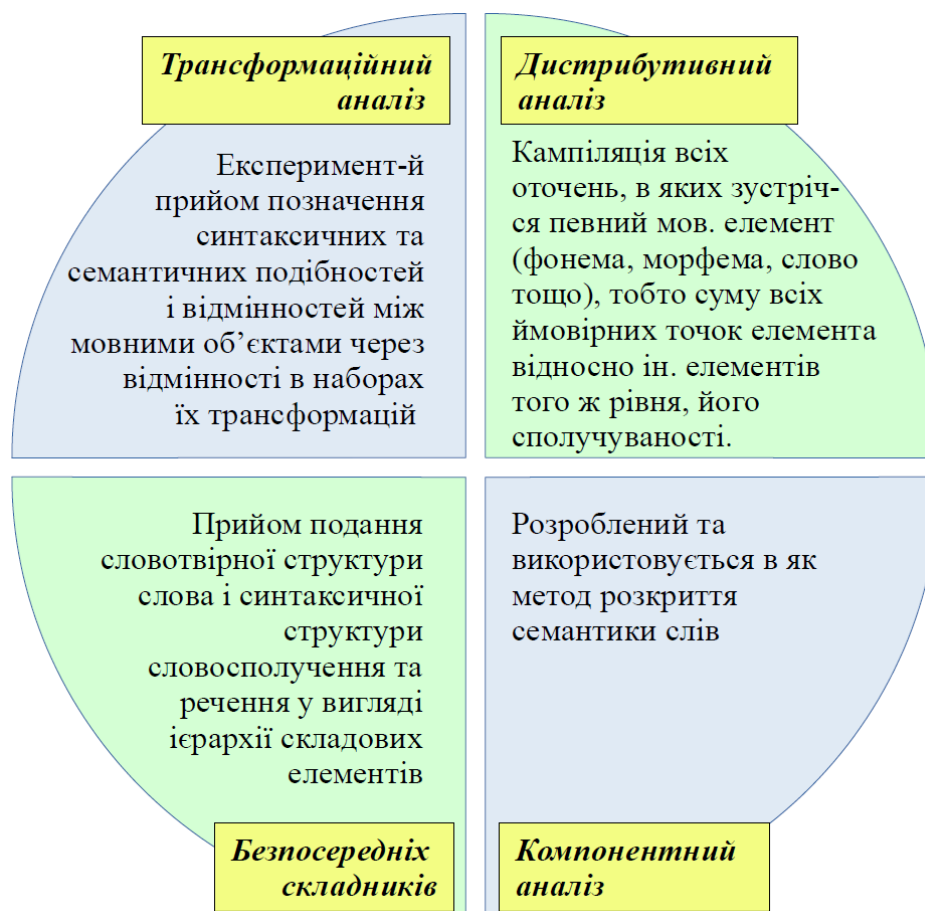 Трансформаційний
аналіз
Експеримент-й
прийом позначення
синтаксичних та
семантичних подібностей
і відмінностей між
мовними об’єктами через
відмінності в наборах
їх трансформацій
Дистрибутивний
аналіз
Кампіляція всіх
оточень, в яких зустріч-
ся певний мов. елемент
(фонема, морфема, слово
тощо), тобто суму всіх
ймовірних точок елемента
відносно ін. елементів
того ж рівня, його
сполучуваності.
Прийом подання
словотвірної структури
слова і синтаксичної
структури
словосполучення та
речення у вигляді
ієрархії складових
елементів
Безпосередніх
складників
Розроблений та
використовується в як
метод розкриття
семантики слів
Компонентний
аналіз